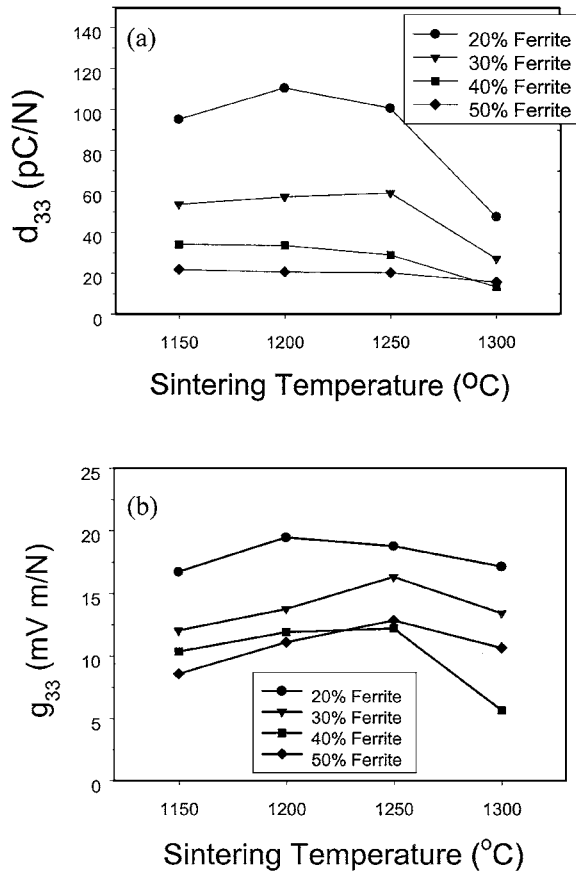 (a)
20% Ferrite
30% Ferrite
40% Ferrite
50% Ferrite
140
120
100
80
60
40
20
0
d33 (pC/N)
1150 1200 1250 1300
Sintering Temperature (OC)
(b)
25
20
15
10
5
0
g33 (mV m/N)
20% Ferrite
30% Ferrite
40% Ferrite
50% Ferrite
1150 1200 1250 1300
Sintering Temperature (°C)